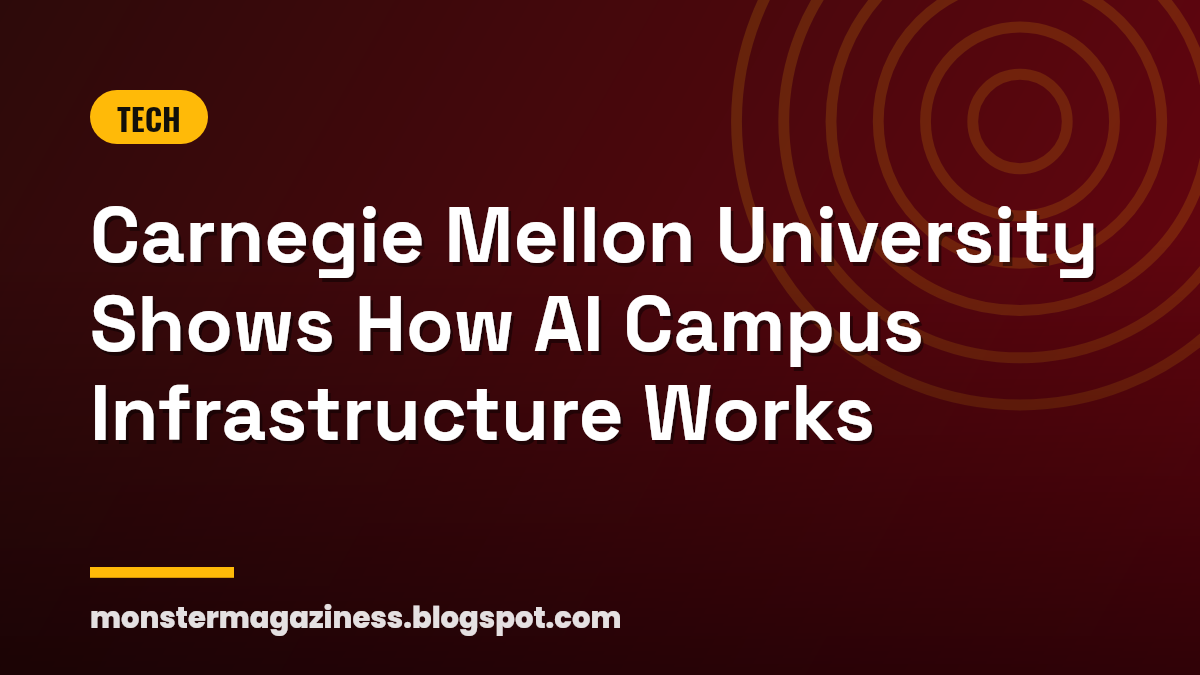 TECH
Carnegie Mellon University
Shows How AI Campus
Infrastructure Works
monstermagaziness.blogspot.com